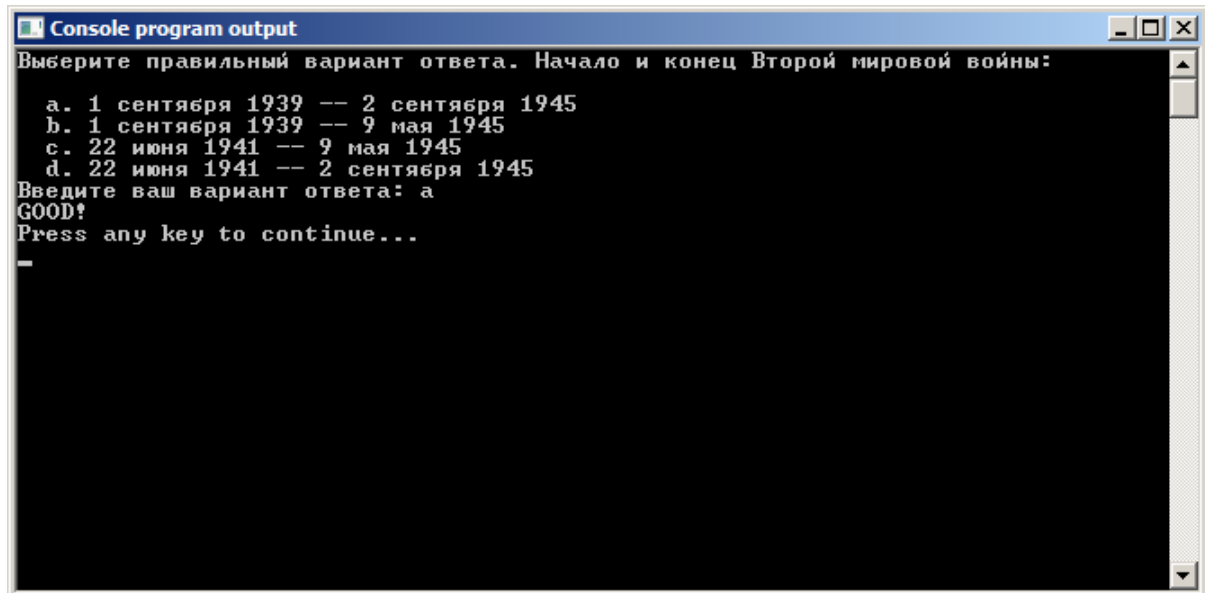 Console program output
Выберите правильный вариант ответа. Начало и конец Второй мировой войны:
a. 1 сентября 1939 -- 2 сентября 1945
b. 1 сентября 1939 -- 9 мая 1945
c. 22 июня 1941 -- 9 мая 1945
d. 22 июня 1941 -- 2 сентября 1945
Введите ваш вариант ответа: a
GOOD!
Press any key to continue...